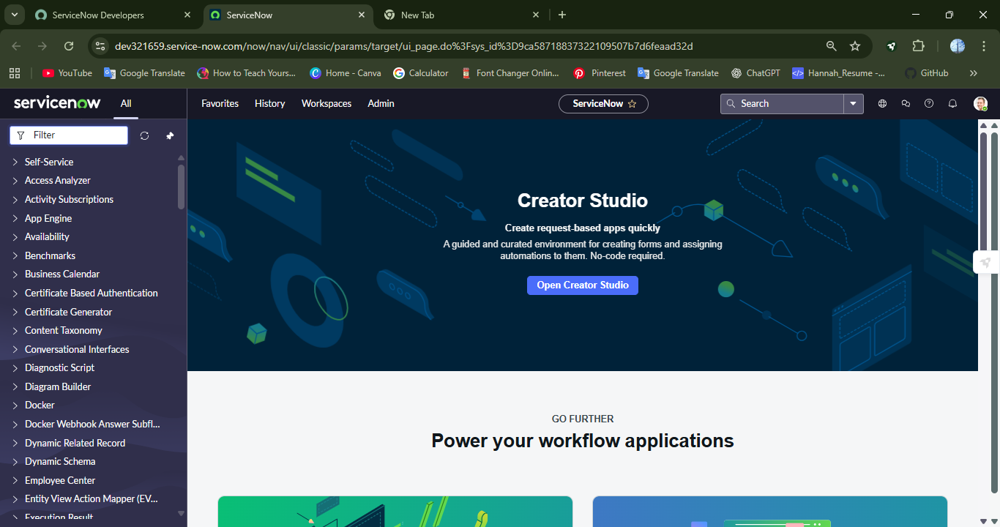 ServiceNow Developers
ServiceNow
New Tab
dev321659.service-now.com/now/nav/ui/classic/params/target/ui_page.do%3Fsys_id%3D9ca58718837322109507b7d6feaad32d
YouTube
Google Translate
How to Teach Yours...
Home - Canva
Calculator
Font Changer Onlin...
Pinterest
Google Translate
ChatGPT
Hannah_Resume -...
GitHub
servicenow
All
Favorites
History
Workspaces
Admin
ServiceNow
Search
Filter
Self-Service
Access Analyzer
Activity Subscriptions
App Engine
Availability
Benchmarks
Business Calendar
Certificate Based Authentication
Certificate Generator
Content Taxonomy
Conversational Interfaces
Diagnostic Script
Diagram Builder
Docker
Docker Webhook Answer Subfl...
Dynamic Related Record
Dynamic Schema
Employee Center
Entity View Action Mapper (EV...
Execution Result
Creator Studio
Create request-based apps quickly
A guided and curated environment for creating forms and assigning
automations to them. No-code required.
Open Creator Studio
GO FURTHER
Power your workflow applications